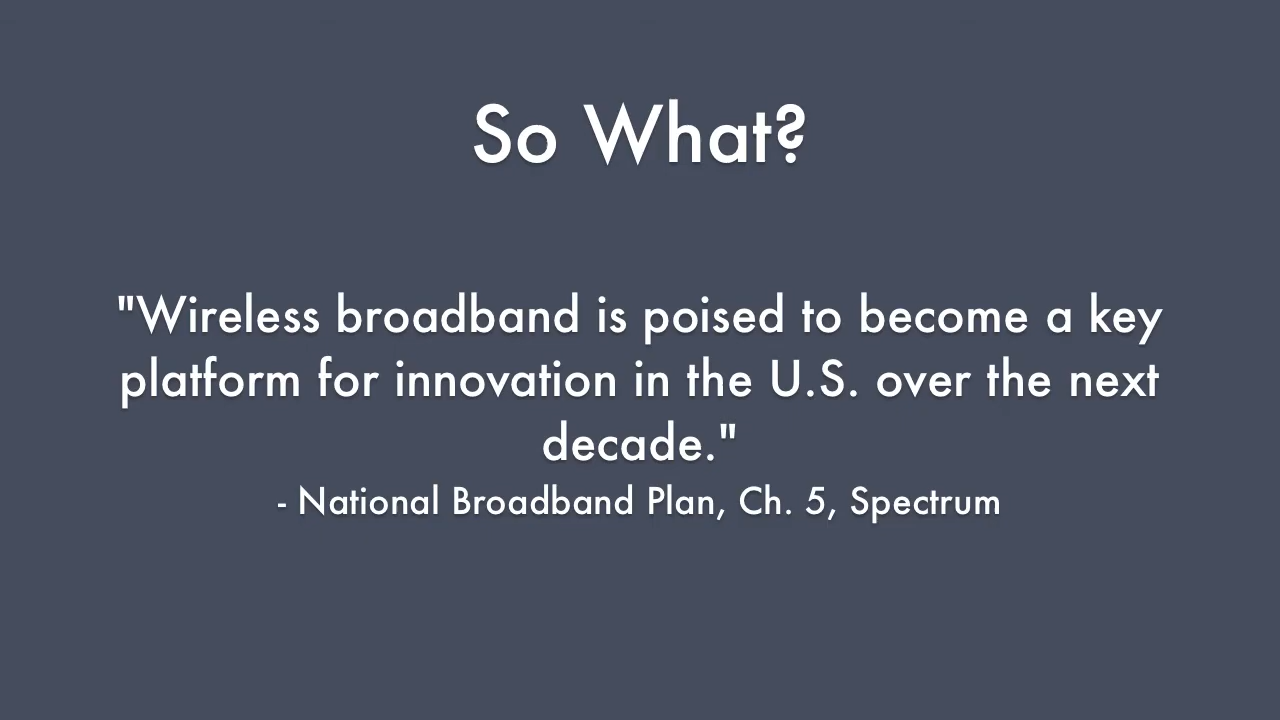 So What?
"Wireless broadband is poised to become a key
platform for innovation in the U.S. over the next
decade."
- National Broadband Plan, Ch. 5, Spectrum